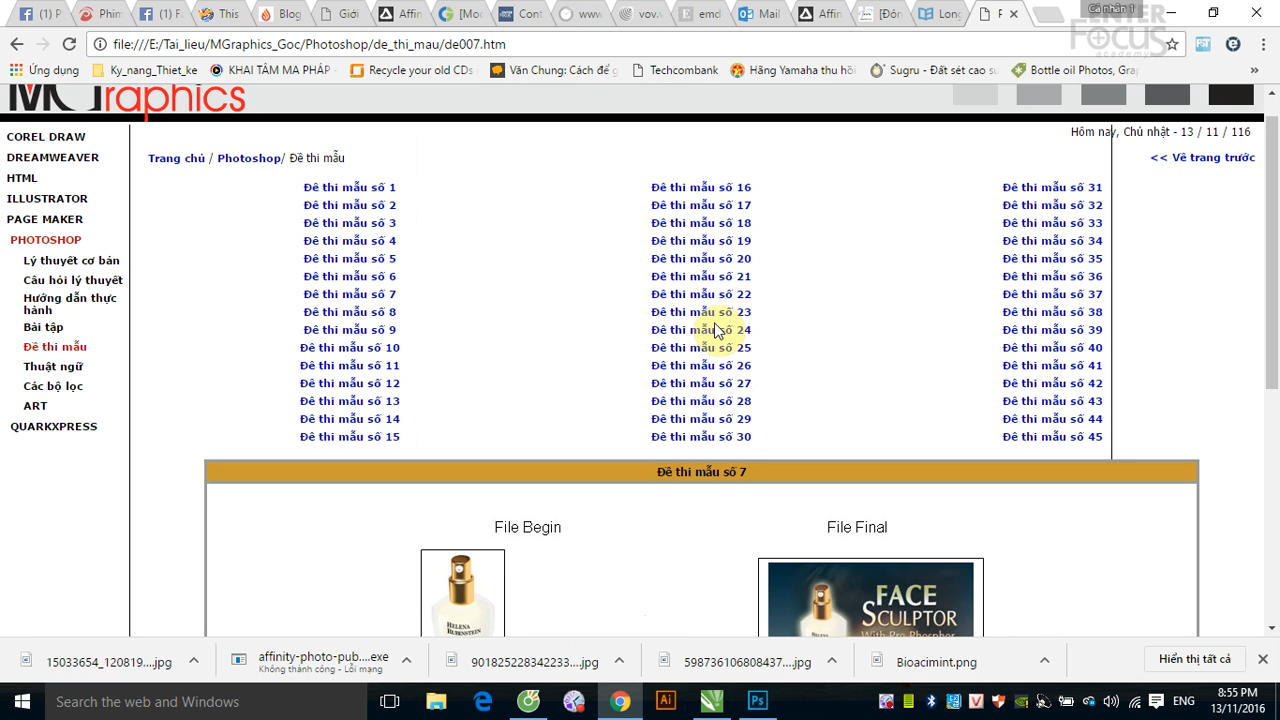 (1) P
Phim
(1) F
This
Blog
Giới
Affin
[Mod
Cont
www
vov.v
emd
Mail
Affin
[Đôn
Long
P
Cá nhân 1
ENTER
FOCUS
academy
file:///E:/Tai_lieu/MGraphics_Goc/Photoshop/de_thi_mau/de007.htm
Ứng dụng
Ky_nang_Thiet_ke
KHAI TÂM MA PHÁP
Recycle your old CDs
Văn Chung: Cách để g
Techcombank
Hãng Yamaha thu hồi
Sugru - Đất sét cao su
Bottle oil Photos, Grap
»
MGraphics
Hôm nay, Chủ nhật - 13 / 11 / 116
COREL DRAW
DREAMWEAVER
HTML
ILLUSTRATOR
PAGE MAKER
PHOTOSHOP
Lý thuyết cơ bản
Câu hỏi lý thuyết
Hướng dẫn thực
hành
Bài tập
Đề thi mẫu
Thuật ngữ
Các bộ lọc
ART
QUARKXPRESS
Trang chủ / Photoshop/ Đề thi mẫu
<< Về trang trước
Đề thi mẫu số 1
Đề thi mẫu số 2
Đề thi mẫu số 3
Đề thi mẫu số 4
Đề thi mẫu số 5
Đề thi mẫu số 6
Đề thi mẫu số 7
Đề thi mẫu số 8
Đề thi mẫu số 9
Đề thi mẫu số 10
Đề thi mẫu số 11
Đề thi mẫu số 12
Đề thi mẫu số 13
Đề thi mẫu số 14
Đề thi mẫu số 15
Đề thi mẫu số 16
Đề thi mẫu số 17
Đề thi mẫu số 18
Đề thi mẫu số 19
Đề thi mẫu số 20
Đề thi mẫu số 21
Đề thi mẫu số 22
Đề thi mẫu số 23
Đề thi mẫu số 24
Đề thi mẫu số 25
Đề thi mẫu số 26
Đề thi mẫu số 27
Đề thi mẫu số 28
Đề thi mẫu số 29
Đề thi mẫu số 30
Đề thi mẫu số 31
Đề thi mẫu số 32
Đề thi mẫu số 33
Đề thi mẫu số 34
Đề thi mẫu số 35
Đề thi mẫu số 36
Đề thi mẫu số 37
Đề thi mẫu số 38
Đề thi mẫu số 39
Đề thi mẫu số 40
Đề thi mẫu số 41
Đề thi mẫu số 42
Đề thi mẫu số 43
Đề thi mẫu số 44
Đề thi mẫu số 45
Đề thi mẫu số 7
File Begin
File Final
HELENA
RUBINSTEIN
FACE
SCULPTOR
With Pro Phosphor
15033654_120819....jpg
affinity-photo-pub....exe
Không thành công - Lỗi mạng
901825228342233....jpg
598736106808437....jpg
Bioacimint.png
Hiển thị tất cả
Search the web and Windows
Ai
Ps
ENG
8:55 PM
13/11/2016